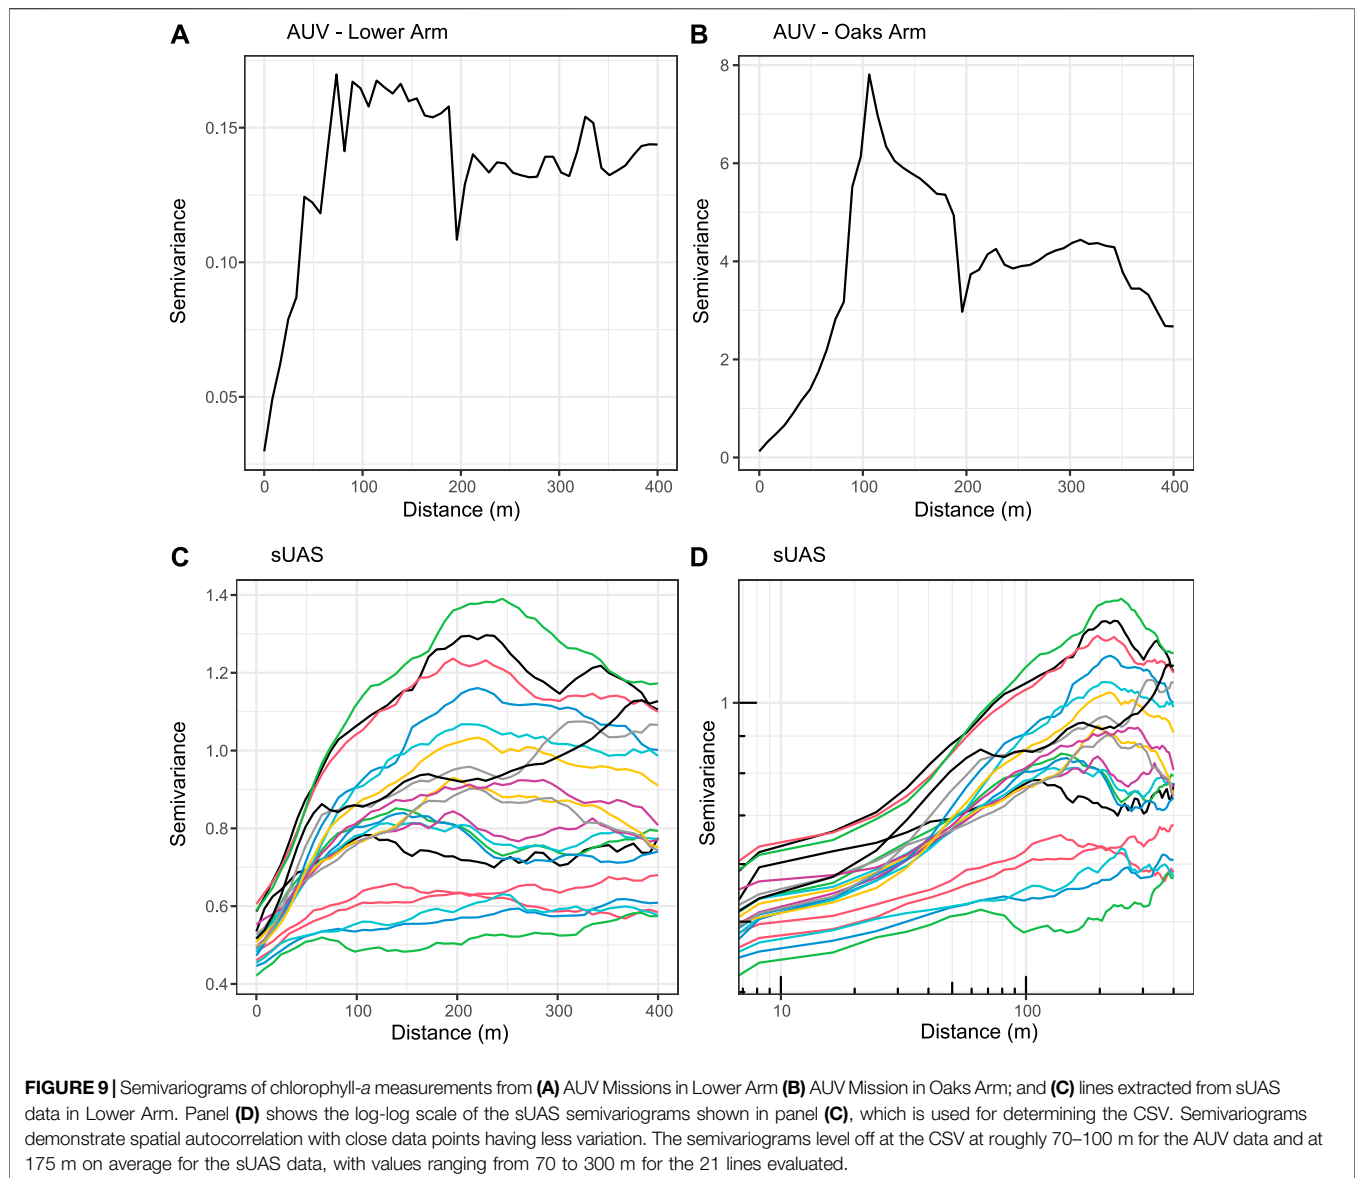 A AUV - Lower Arm
Semivariance
0.15
0.10
0.05
0 100 200 300 400
Distance (m)
B AUV - Oaks Arm
Semivariance
8
6
4
2
0
0 100 200 300 400
Distance (m)
C sUAS
Semivariance
1.4
1.2
1.0
0.8
0.6
0.4
0 100 200 300 400
Distance (m)
D sUAS
Semivariance
1
10 100
Distance (m)
FIGURE 9 | Semivariograms of chlorophyll-a measurements from (A) AUV Missions in Lower Arm (B) AUV Mission in Oaks Arm; and (C) lines extracted from sUAS
data in Lower Arm. Panel (D) shows the log-log scale of the sUAS semivariograms shown in panel (C), which is used for determining the CSV. Semivariograms
demonstrate spatial autocorrelation with close data points having less variation. The semivariograms level off at the CSV at roughly 70–100 m for the AUV data and at
175 m on average for the sUAS data, with values ranging from 70 to 300 m for the 21 lines evaluated.